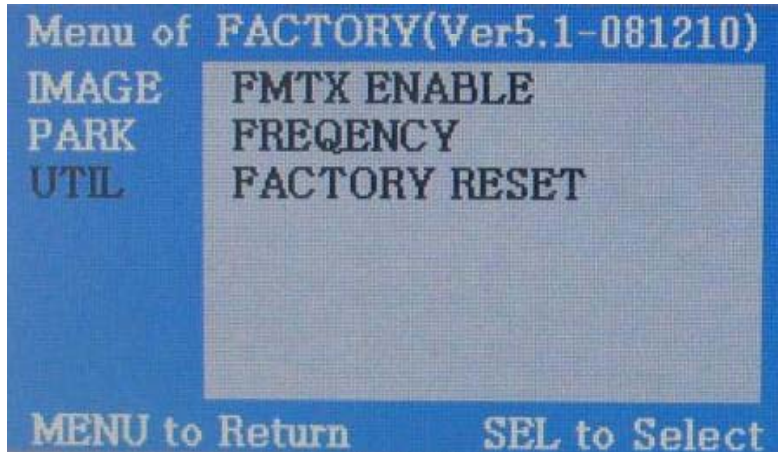 Menu of FACTORY(Ver5.1-081210)
IMAGE FMTX ENABLE
PARK FREQENCY
UTIL FACTORY RESET
MENU to Return SEL to Select